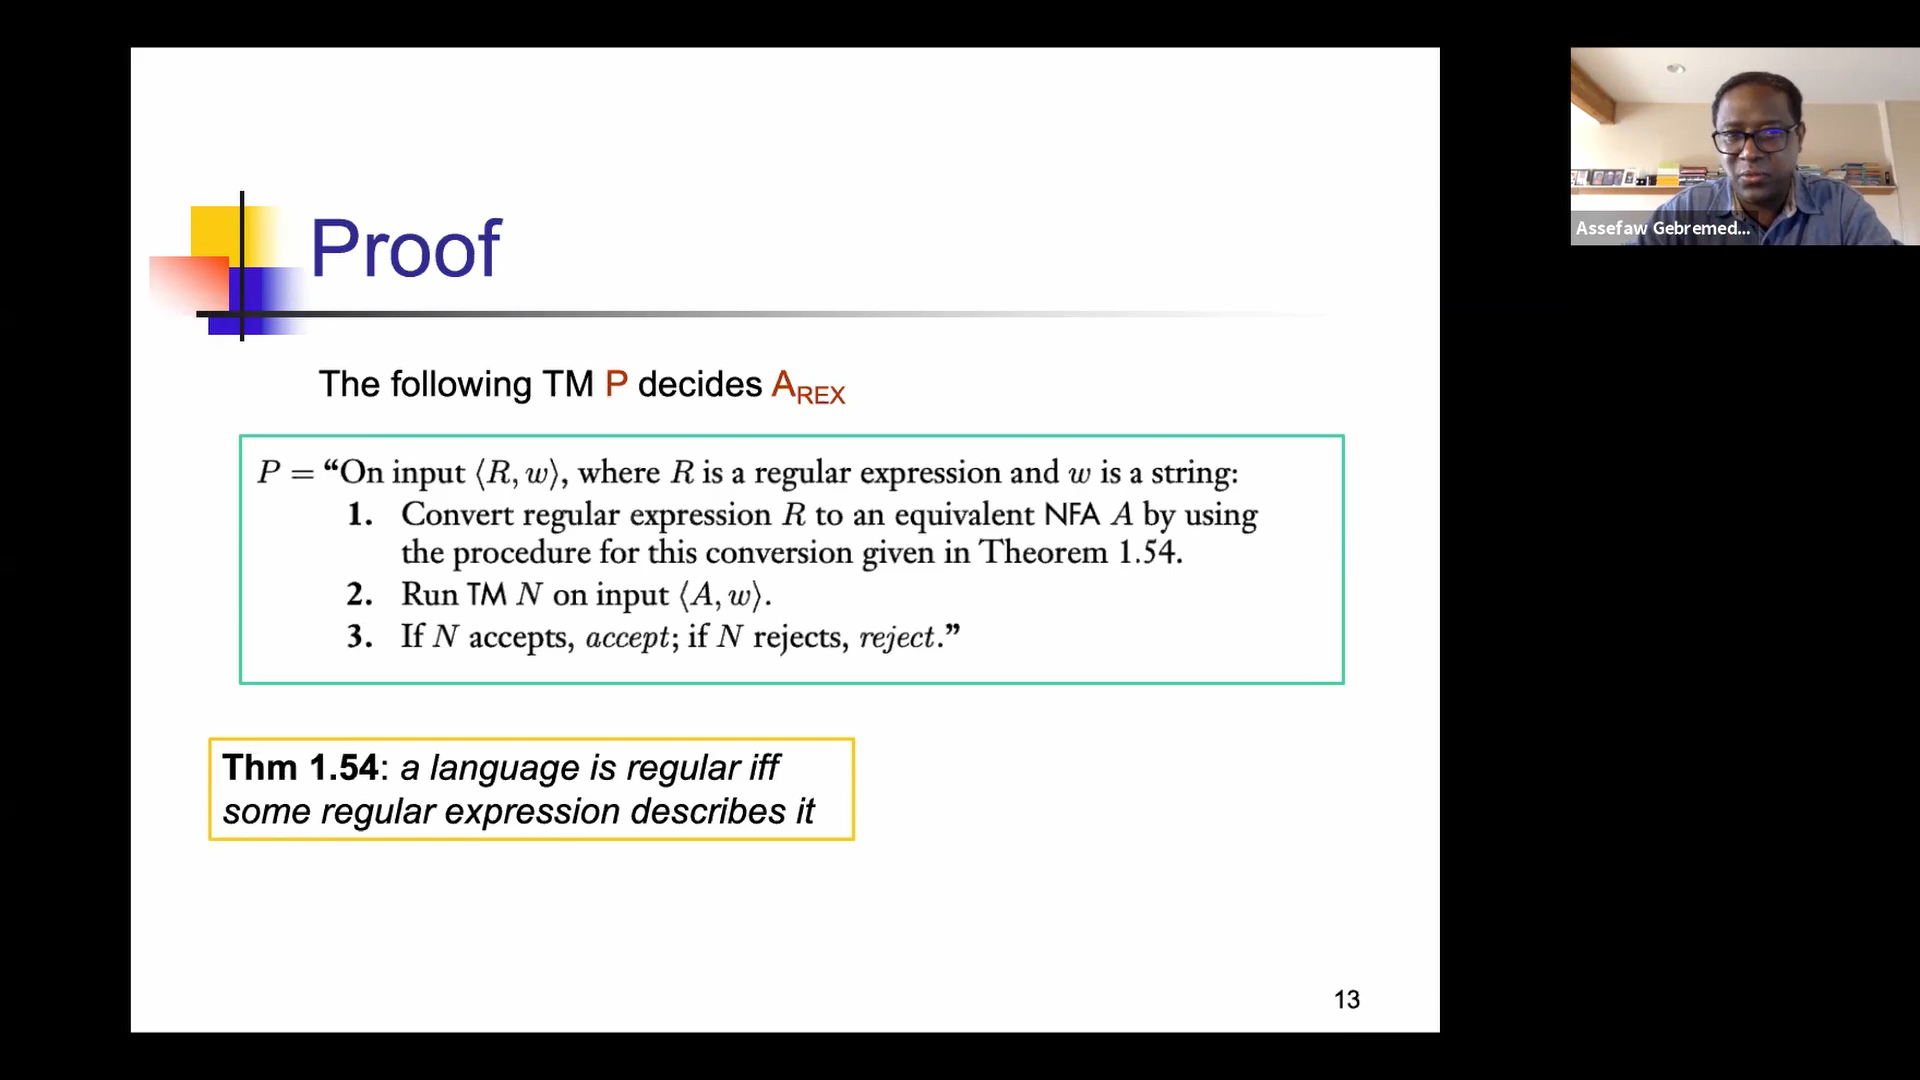 Proof
The following TM P decides A_REX
P = “On input ⟨R, w⟩, where R is a regular expression and w is a string:
1. Convert regular expression R to an equivalent NFA A by using
the procedure for this conversion given in Theorem 1.54.
2. Run TM N on input ⟨A, w⟩.
3. If N accepts, accept; if N rejects, reject.”
Thm 1.54: a language is regular iff
some regular expression describes it
13
Assefaw Gebremed...